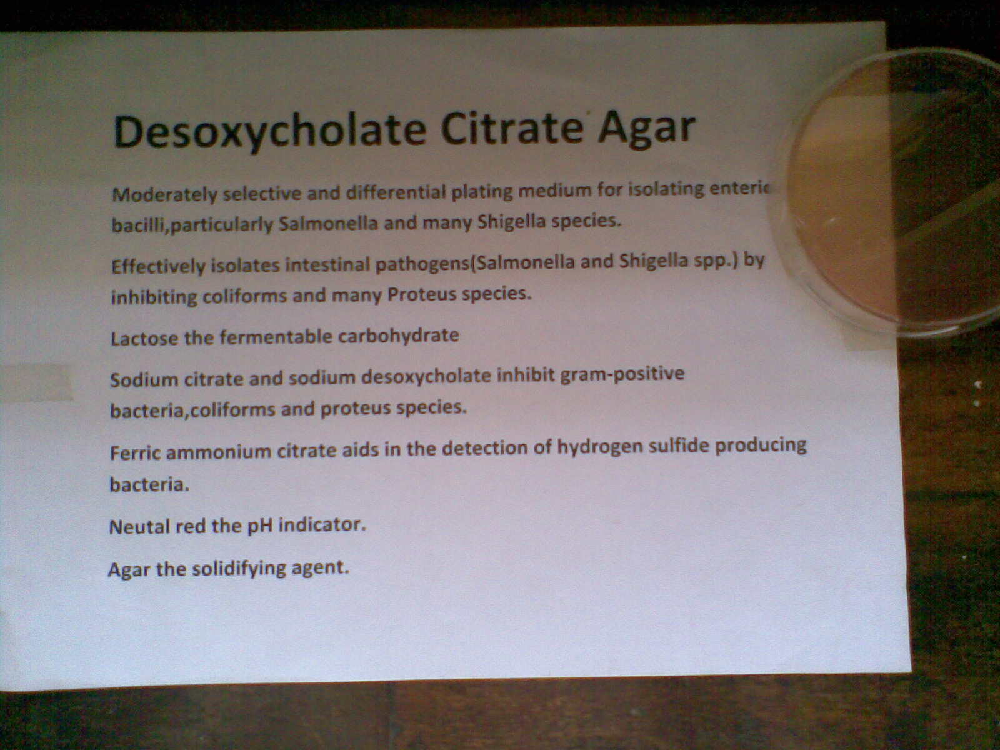 Desoxycholate Citrate Agar
Moderately selective and differential plating medium for isolating enteric
bacilli,particularly Salmonella and many Shigella species.
Effectively isolates intestinal pathogens(Salmonella and Shigella spp.) by
inhibiting coliforms and many Proteus species.
Lactose the fermentable carbohydrate
Sodium citrate and sodium desoxycholate inhibit gram-positive
bacteria,coliforms and proteus species.
Ferric ammonium citrate aids in the detection of hydrogen sulfide producing
bacteria.
Neutal red the pH indicator.
Agar the solidifying agent.